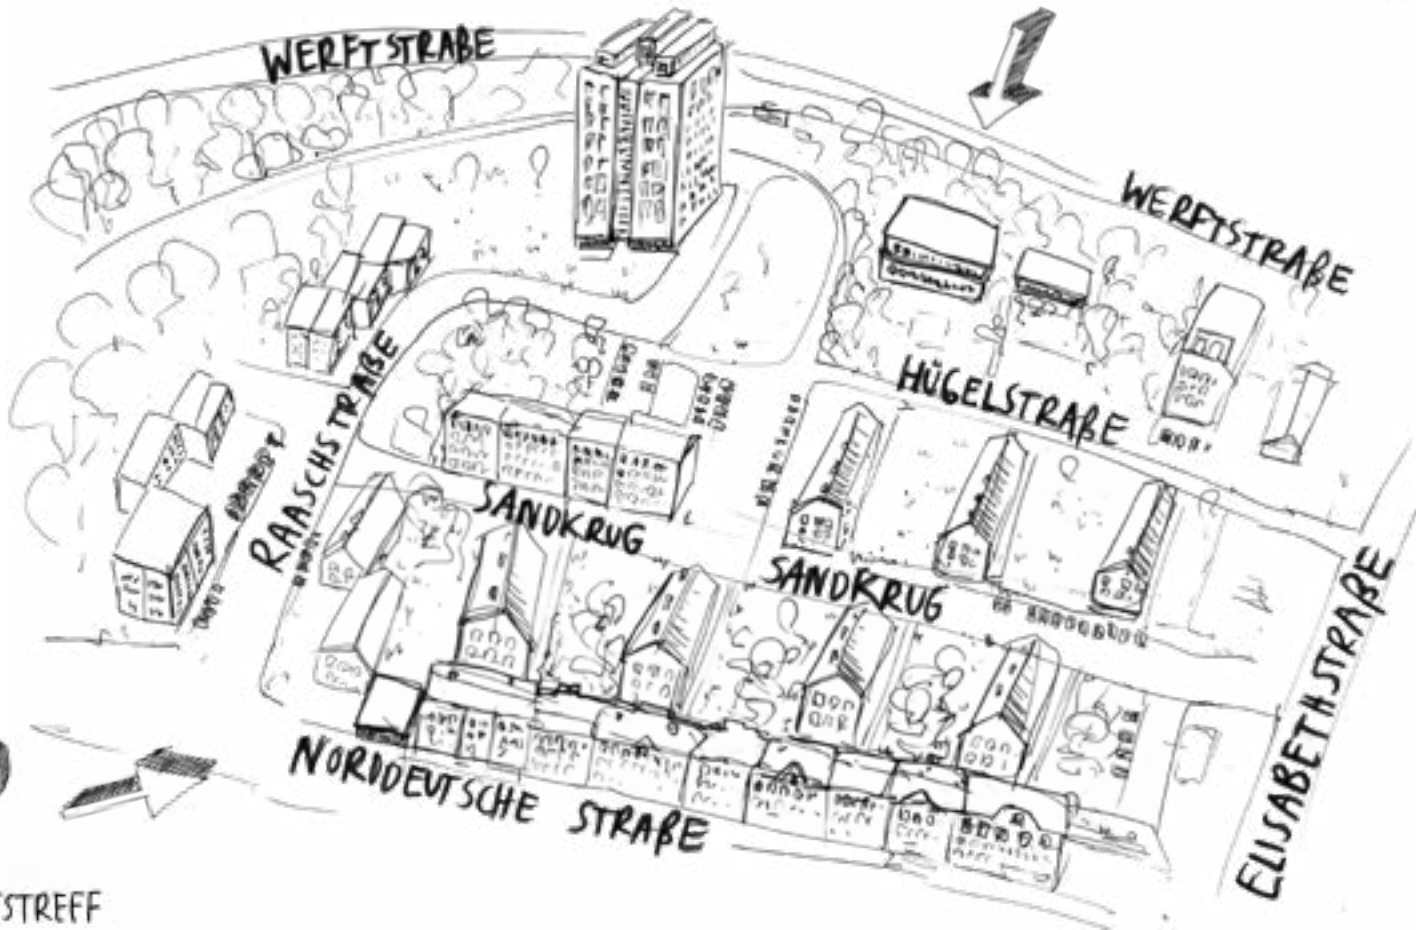 WERFTSTRAßE
WERFTSTRAßE
HÜGELSTRAßE
RAASCHSTRAßE
SANDKRUG
SANDKRUG
ELISABETHSTRAßE
NORDDEUTSCHE STRAßE
STREFF